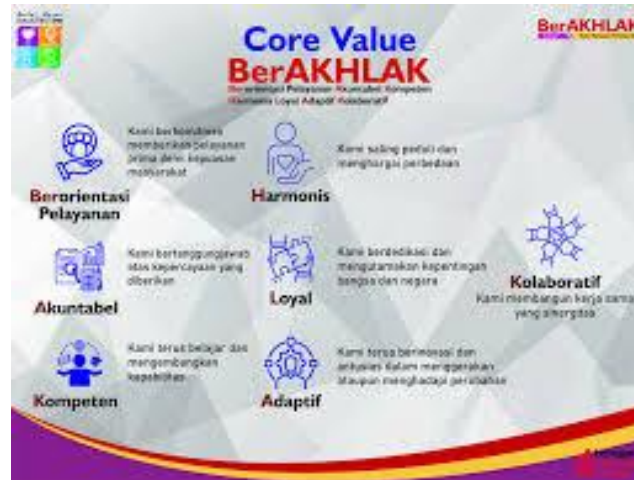 Core Value
BerAKHLAK
Berorientasi Pelayanan Akuntabel Kompeten
Harmonis Loyal Adaptif Kolaboratif
BerAKHLAK
Berorientasi
Pelayanan
Kami berkomitmen
memberikan pelayanan
prima demi kepuasan
masyarakat
Harmonis
Kami saling peduli dan
menghargai perbedaan
Akuntabel
Kami bertanggungjawab
atas kepercayaan yang
diberikan
Loyal
Kami berdedikasi dan
mengutamakan kepentingan
bangsa dan negara
Kolaboratif
Kami membangun kerja sama
yang sinergitas
Kompeten
Kami terus belajar dan
mengembangkan
kapabilitas
Adaptif
Kami terus berinovasi dan
antusias dalam menggerakan
ataupun menghadapi perubahan